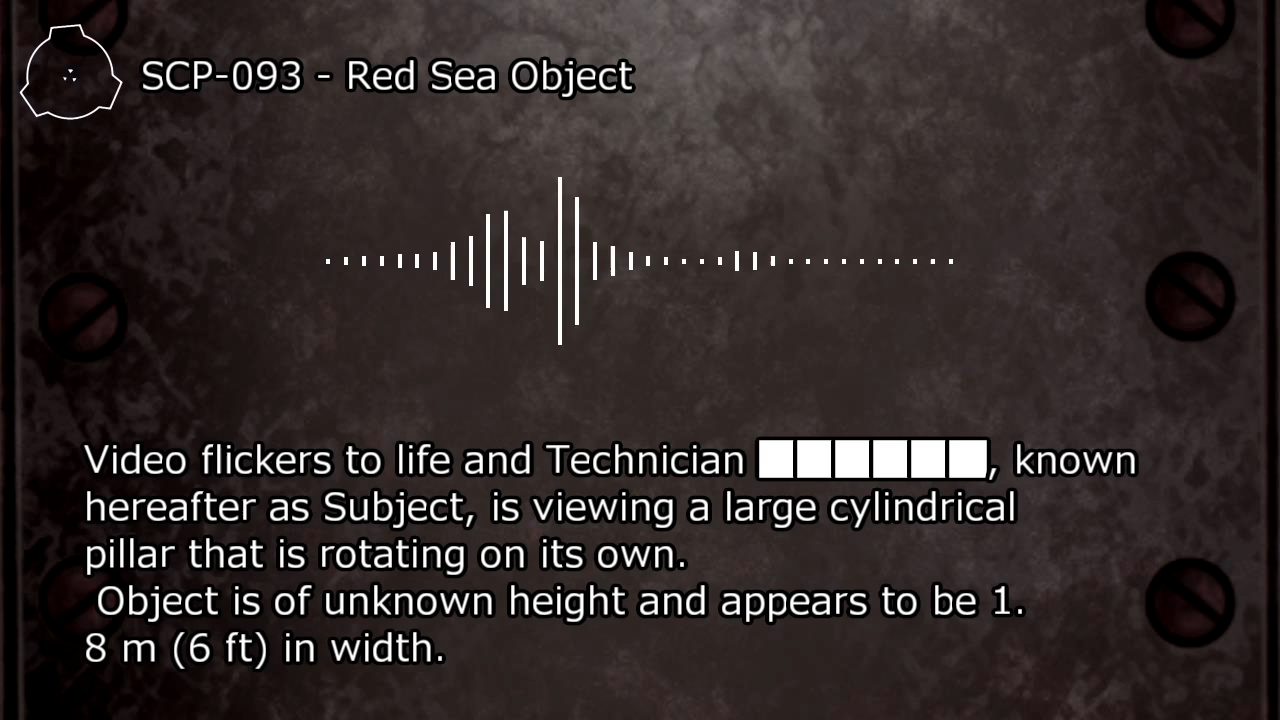 SCP-093 - Red Sea Object
Video flickers to life and Technician ██████, known
hereafter as Subject, is viewing a large cylindrical
pillar that is rotating on its own.
Object is of unknown height and appears to be 1.
8 m (6 ft) in width.